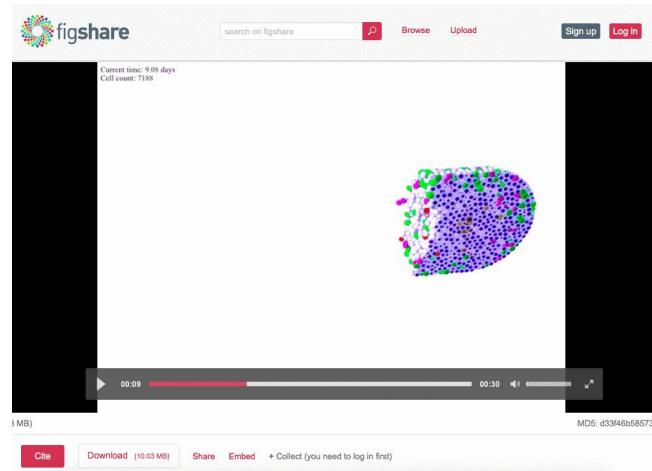 figshare
search on figshare
Browse
Upload
Sign up
Log in
Current time: 9.08 days
Cell count: 7188
00:09
00:30
MB)
MD5: d33f46b58573
Cite
Download (10.03 MB)
Share
Embed
+ Collect (you need to log in first)